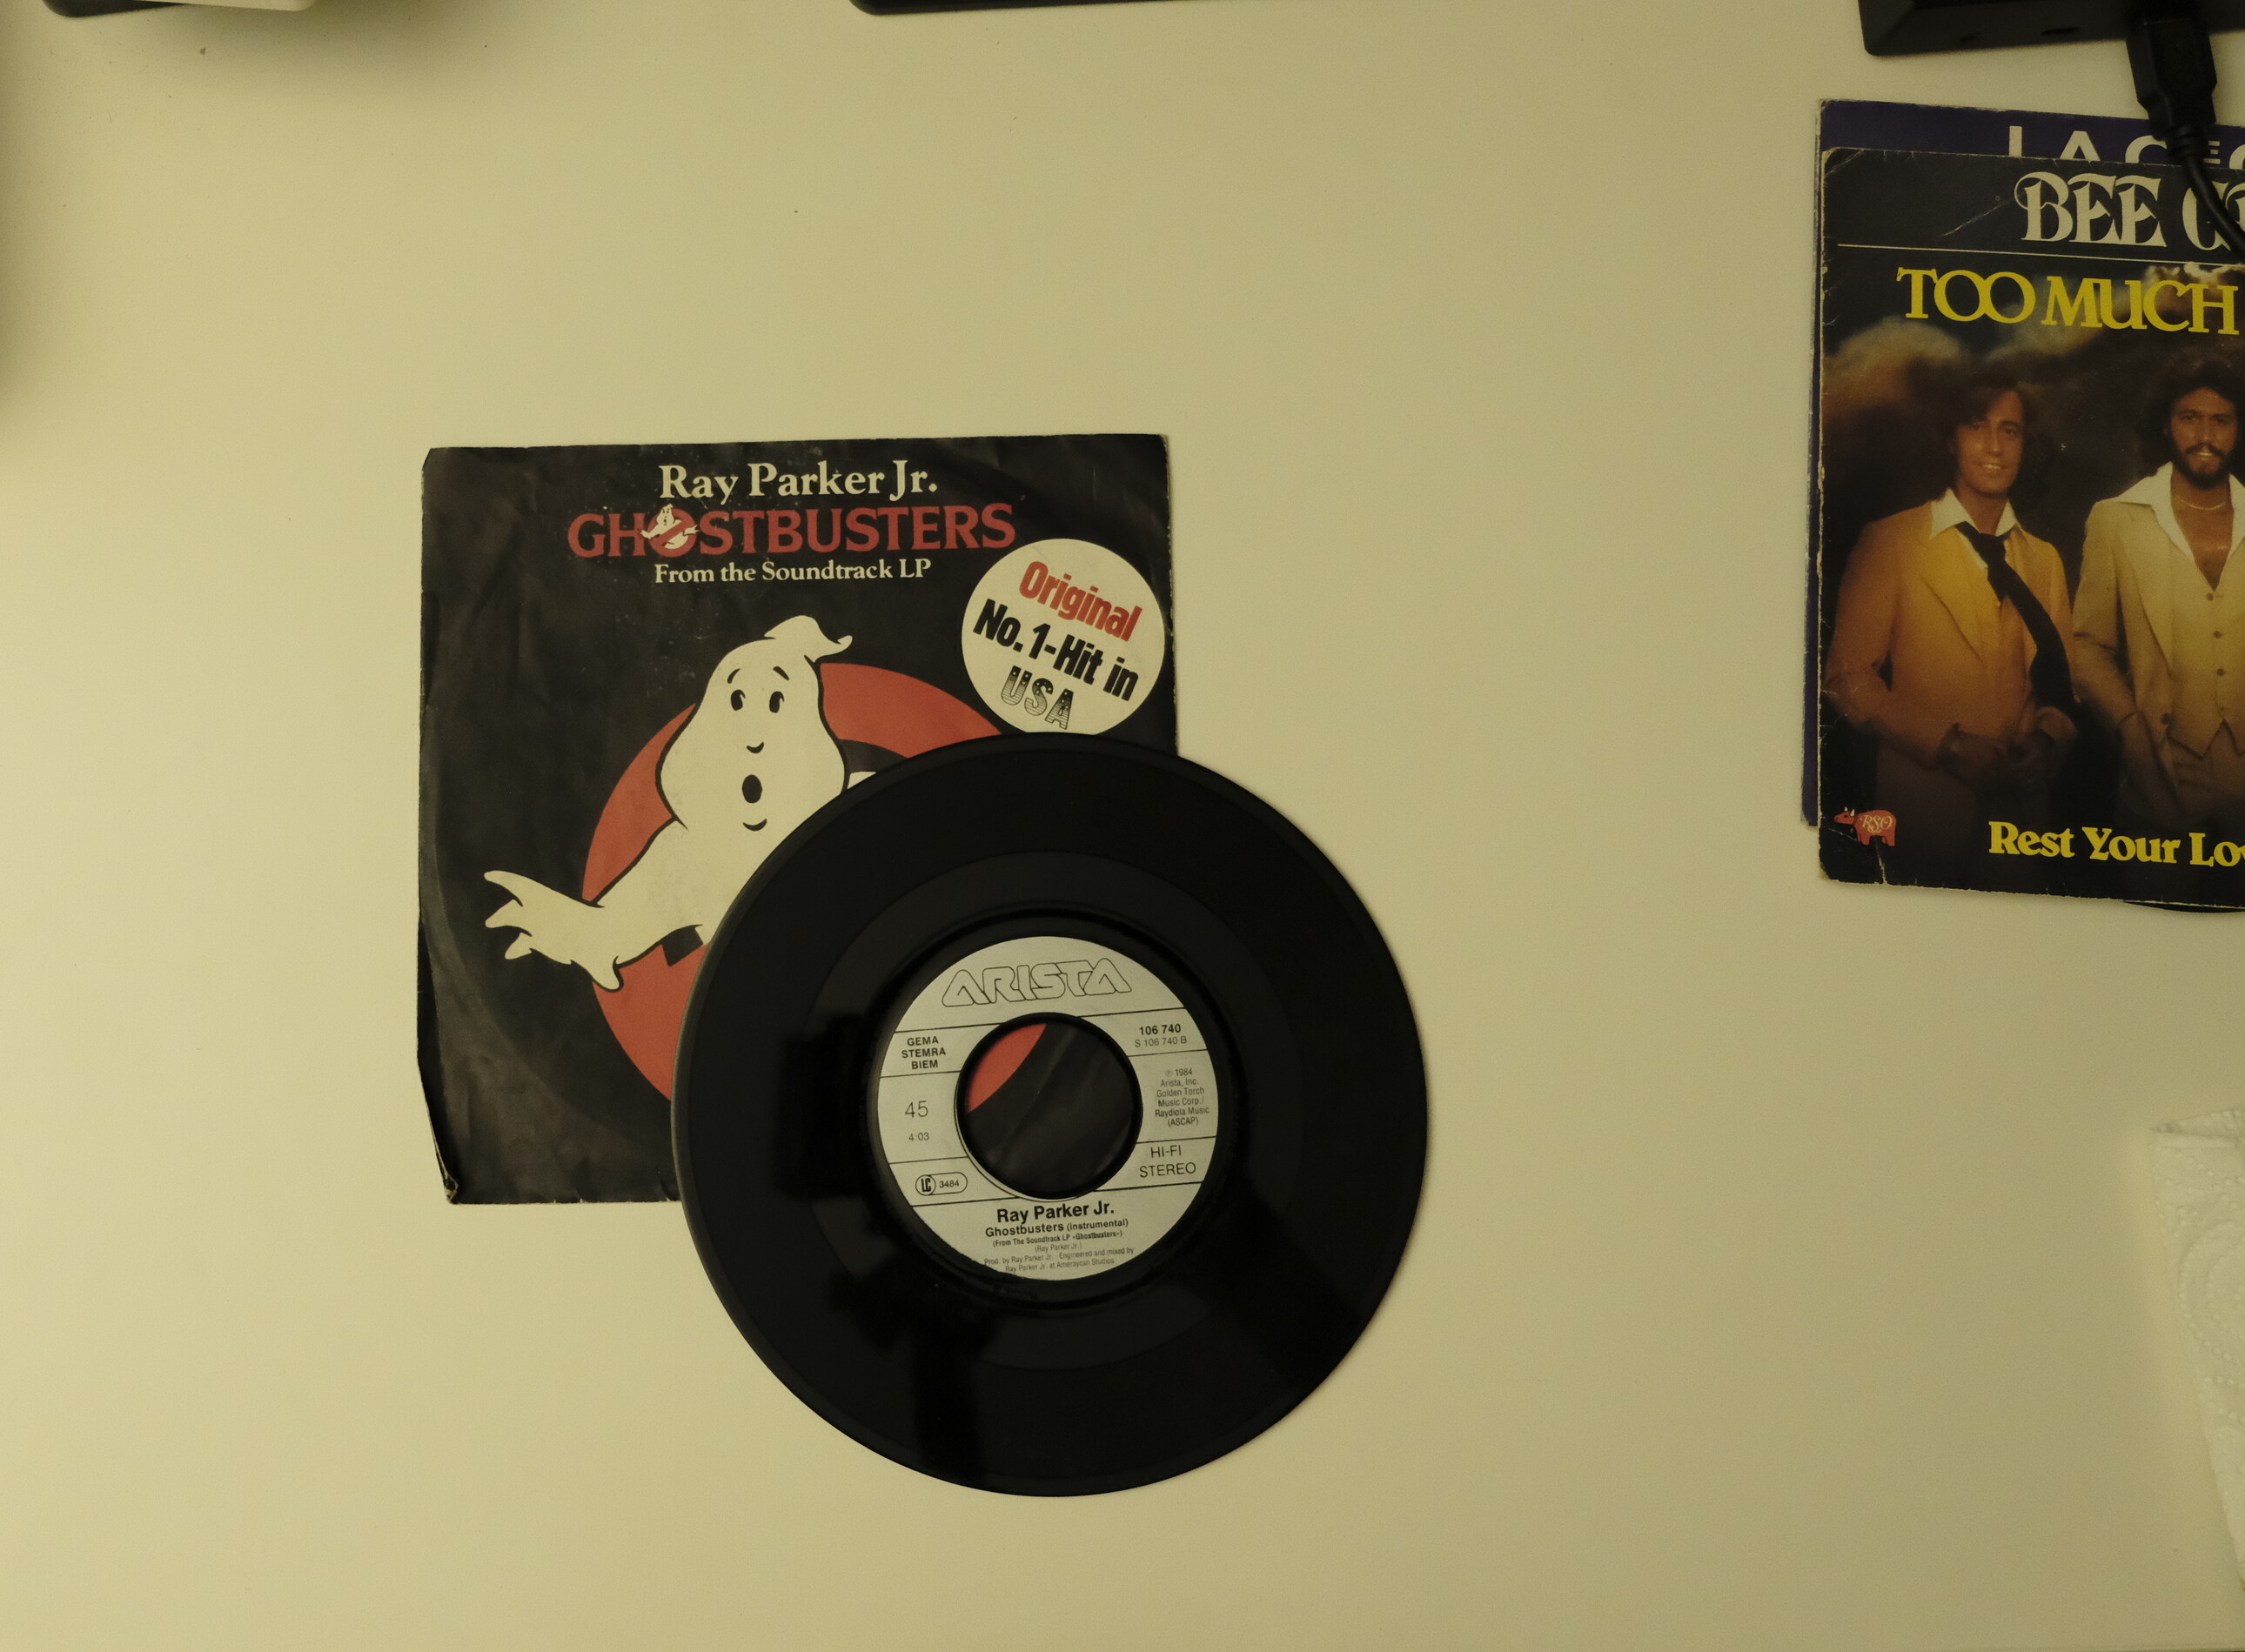 Ray Parker Jr.
GHOSTBUSTERS
From the Soundtrack LP
Original
No. 1-Hit in
USA
ARISTA
GEMA
STEMRA
BIEM
45
4:03
LC 3484
106 740
S 106 740 B
℗ 1984
Arista, Inc.
Golden Torch
Music Corp./
Raydiola Music
(ASCAP)
HI-FI
STEREO
Ray Parker Jr.
Ghostbusters (instrumental)
(From The Soundtrack LP »Ghostbusters«)
(Ray Parker Jr.)
Prod. by Ray Parker Jr. Engineered and mixed by
Ray Parker Jr. at Ameraycan Studios
BEE
TOO MUCH
RSO
Rest Your